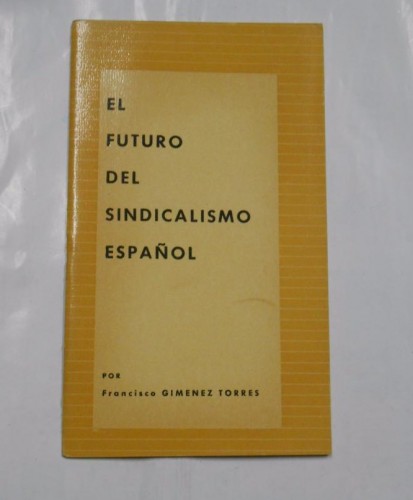 EL
FUTURO
DEL
SINDICALISMO
ESPAÑOL
POR
Francisco GIMENEZ TORRES